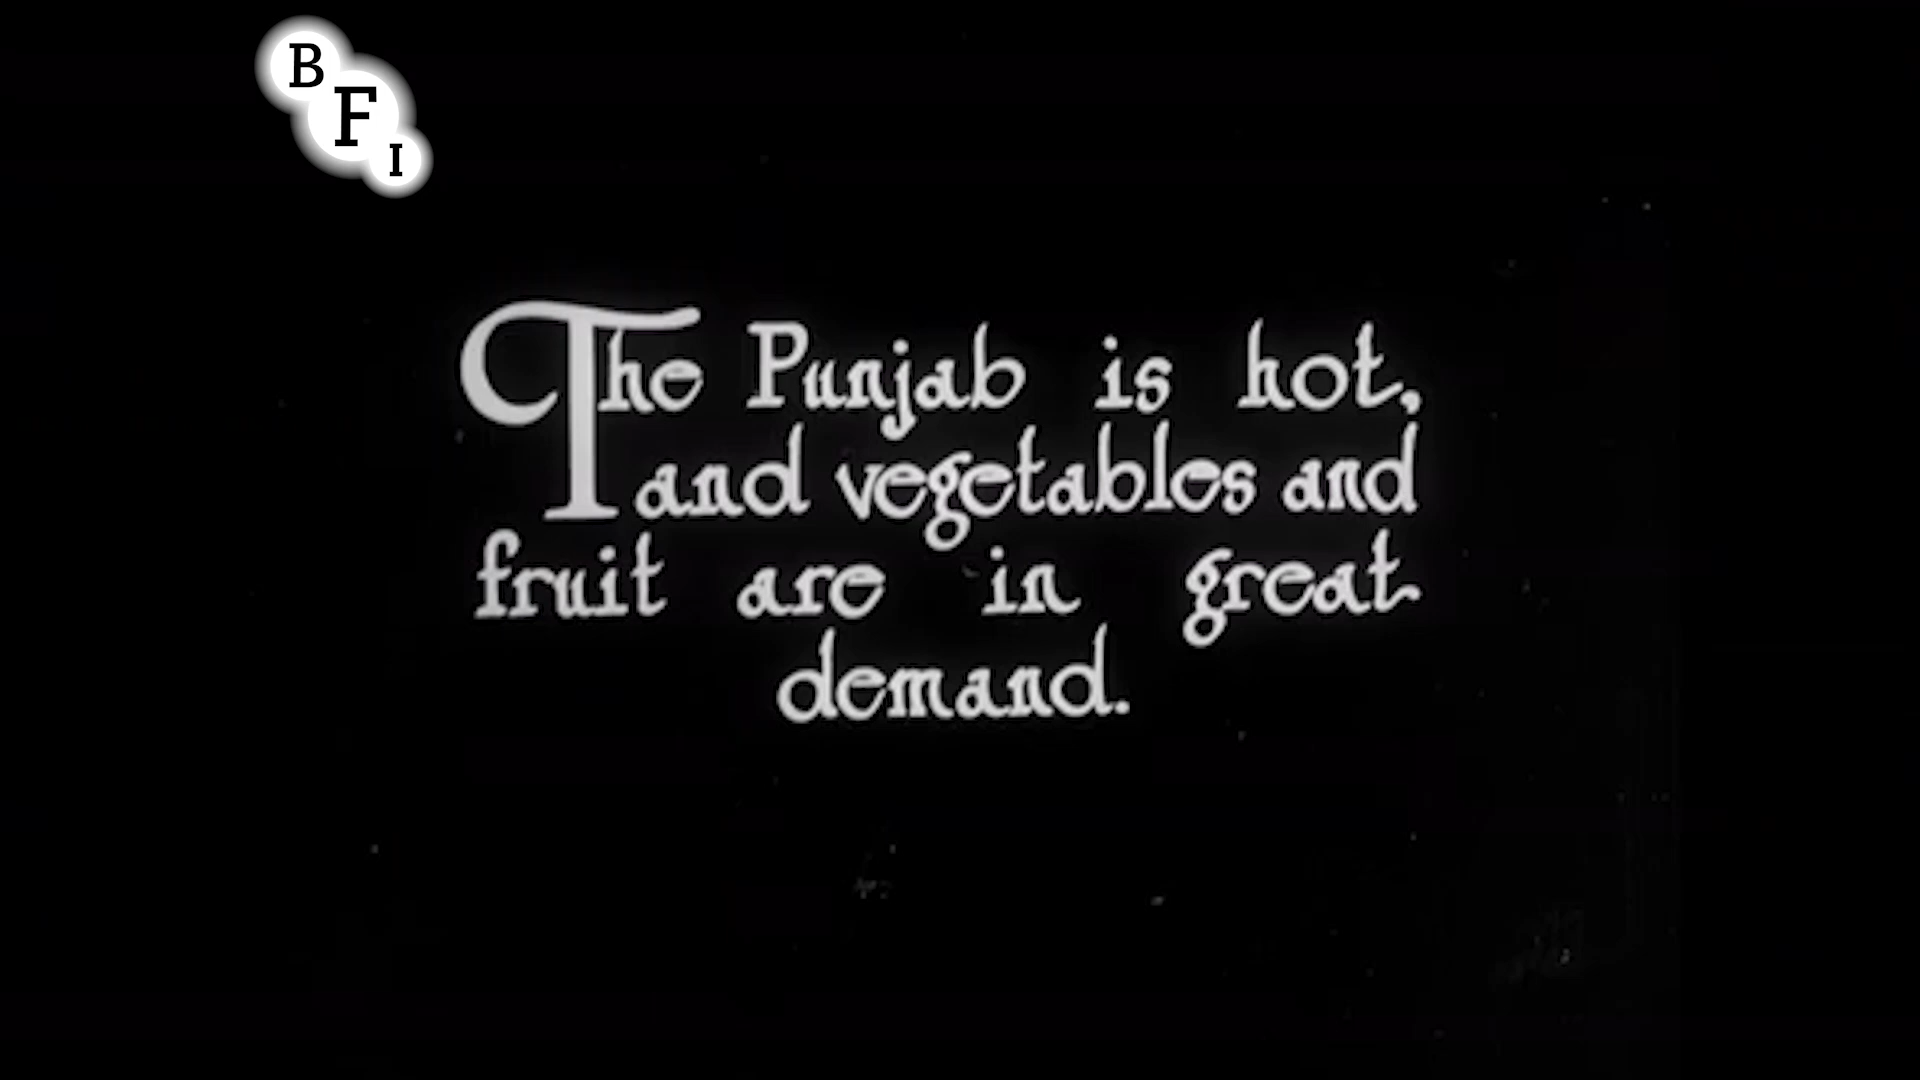 BFI
The Punjab is hot,
and vegetables and
fruit are in great
demand.